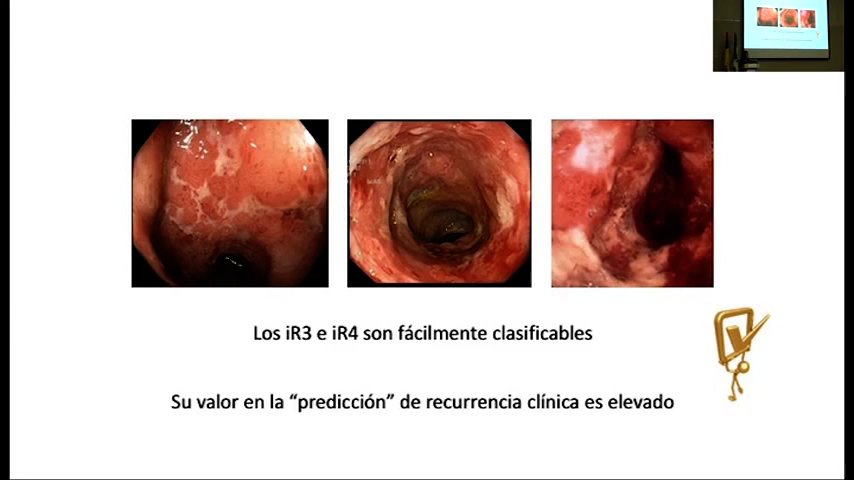 Los iR3 e iR4 son fácilmente clasificables
Su valor en la “predicción” de recurrencia clínica es elevado